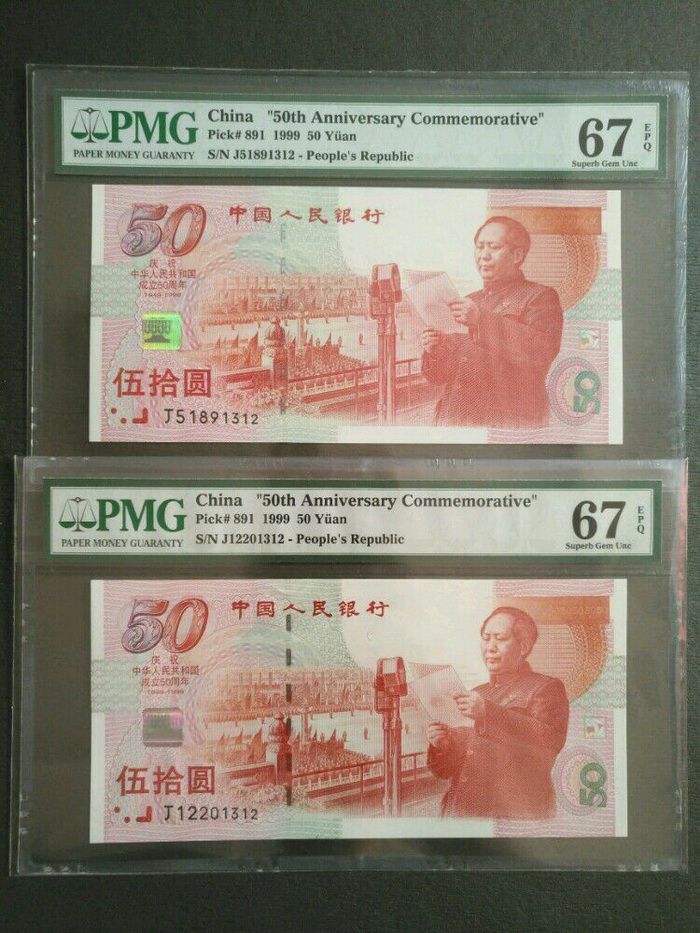 PMG
PAPER MONEY GUARANTY
China "50th Anniversary Commemorative"
Pick# 891 1999 50 Yüan
S/N J51891312 - People's Republic
67
EPQ
Superb Gem Unc
50
中国人民银行
庆祝
中华人民共和国
成立50周年
1949-1999
伍拾圆
J51891312
50
PMG
PAPER MONEY GUARANTY
China "50th Anniversary Commemorative"
Pick# 891 1999 50 Yüan
S/N J12201312 - People's Republic
67
EPQ
Superb Gem Unc
50
中国人民银行
庆祝
中华人民共和国
成立50周年
1949-1999
伍拾圆
J12201312
50